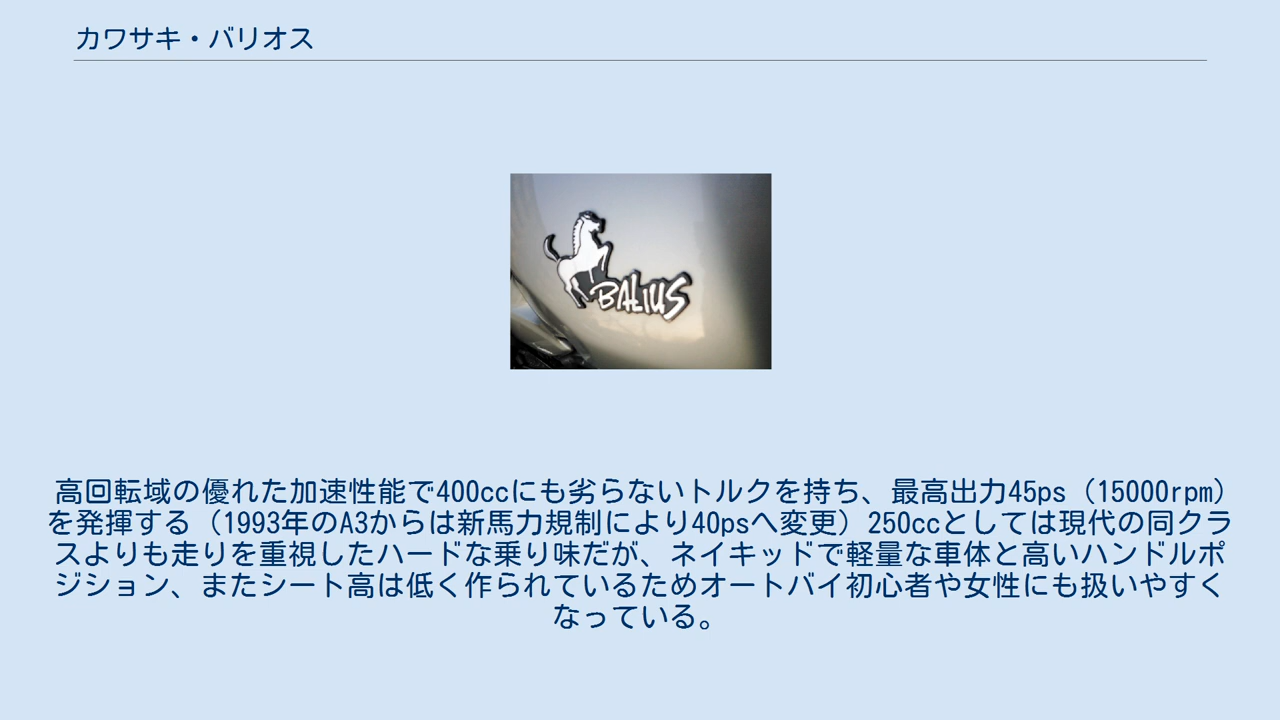 カワサキ・バリオス
BALIUS
高回転域の優れた加速性能で400ccにも劣らないトルクを持ち、最高出力45ps（15000rpm）
を発揮する（1993年のA3からは新馬力規制により40psへ変更）250ccとしては現代の同クラ
スよりも走りを重視したハードな乗り味だが、ネイキッドで軽量な車体と高いハンドルポ
ジション、またシート高は低く作られているためオートバイ初心者や女性にも扱いやすく
なっている。